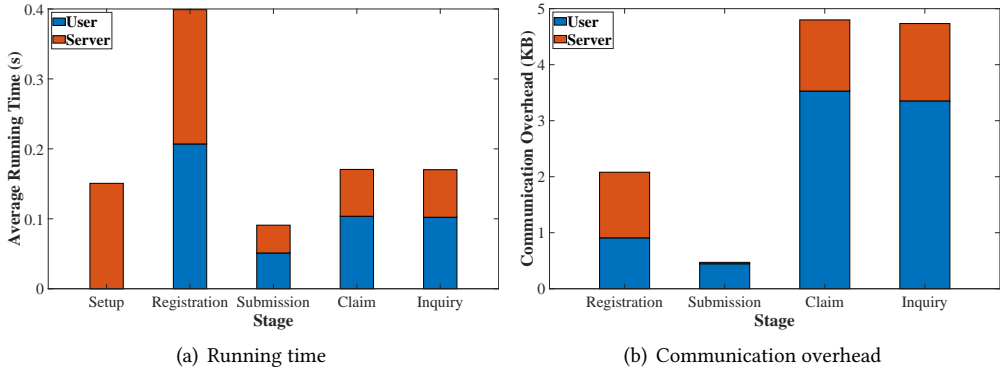 User
Server
0.4
0.3
0.2
0.1
0
Average Running Time (s)
Setup
Registration
Submission
Claim
Inquiry
Stage
(a) Running time
User
Server
5
4
3
2
1
0
Communication Overhead (KB)
Registration
Submission
Claim
Inquiry
Stage
(b) Communication overhead